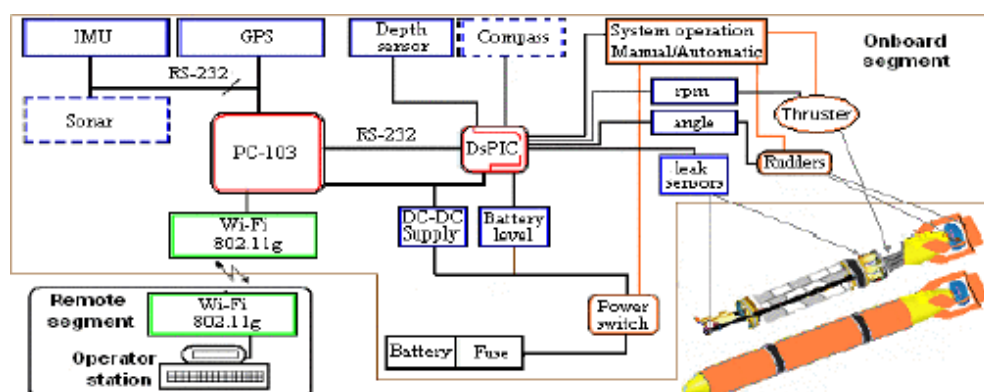 IMU
GPS
Depth
sansor
Compass
System operation
Manual/Automatic
Onboard
segment
RS-232
Sonar
PC-103
RS-232
DsPIC
rpm
angle
Thruster
Rudders
leak
sensors
Wi-Fi
802.11g
DC-DC
Supply
Battery
level
Remote
segment
Wi-Fi
802.11g
Operator
station
Battery
Fuse
Power
switch